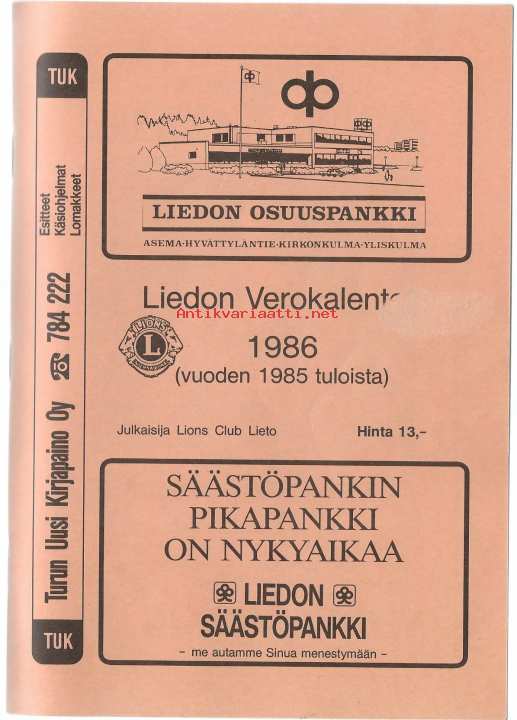 TUK
Esitteet
Käsiohjelmat
Lomakkeet
784 222
Turun Uusi Kirjapaino Oy
TUK
LIEDON OSUUSPANKKI
ASEMA·HYVÄTTYLÄNTIE·KIRKONKULMA·YLISKULMA
Liedon
Antikvariaatti.net
LIONS
L
1986
(vuoden 1985 tuloista)
Julkaisija Lions Club Lieto
Hinta 13,-
SÄÄSTÖPANKIN
PIKAPANKKI
ON NYKYAIKAA
LIEDON
SÄÄSTÖPANKKI
- me autamme Sinua menestymään -